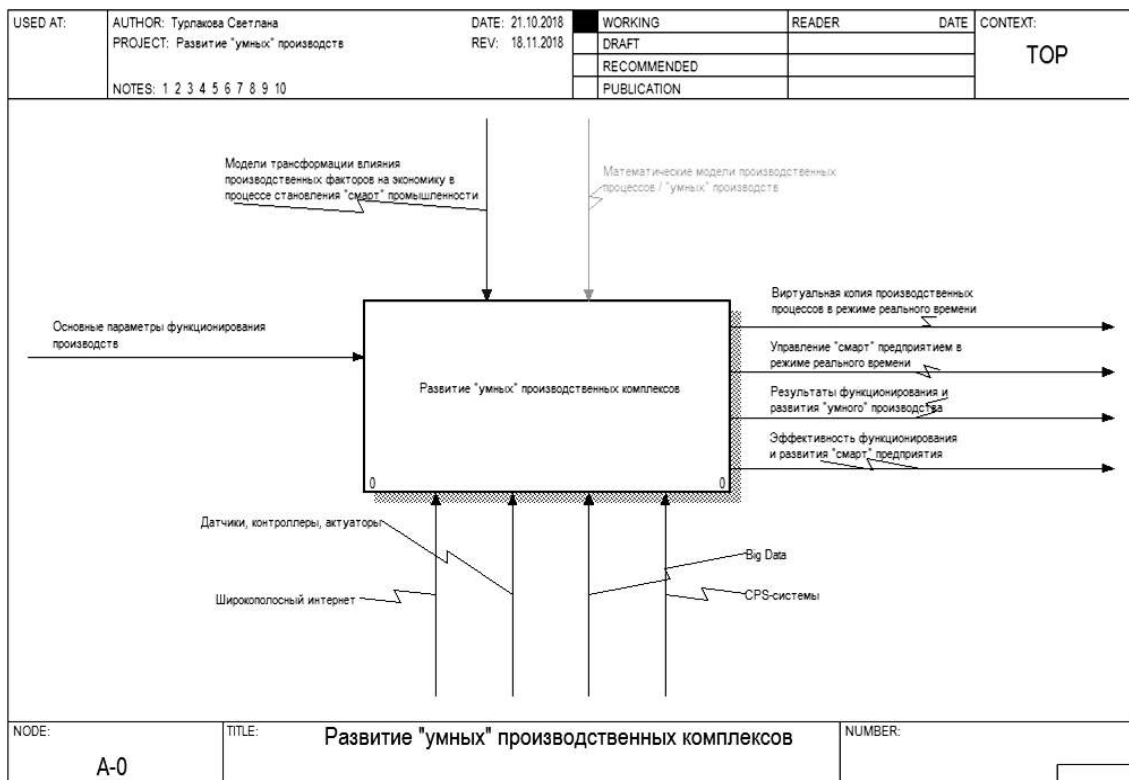 USED AT:
AUTHOR: Турлакова Светлана
DATE: 21.10.2018
PROJECT: Развитие "умных" производств
REV: 18.11.2018
NOTES: 1 2 3 4 5 6 7 8 9 10
WORKING
DRAFT
RECOMMENDED
PUBLICATION
READER
DATE
CONTEXT:
TOP
Модели трансформации влияния
производственных факторов на экономику в
процессе становления "смарт" промышленности
Математические модели производственных
процессов / "умных" производств
Основные параметры функционирования
производств
Развитие "умных" производственных комплексов
0
0
Виртуальная копия производственных
процессов в режиме реального времени
Управление "смарт" предприятием в
режиме реального времени
Результаты функционирования и
развития "умного" производства
Эффективность функционирования
и развития "смарт" предприятия
Датчики, контроллеры, актуаторы
Широкополосный интернет
Big Data
CPS-системы
NODE:
A-0
TITLE:
Развитие "умных" производственных комплексов
NUMBER: